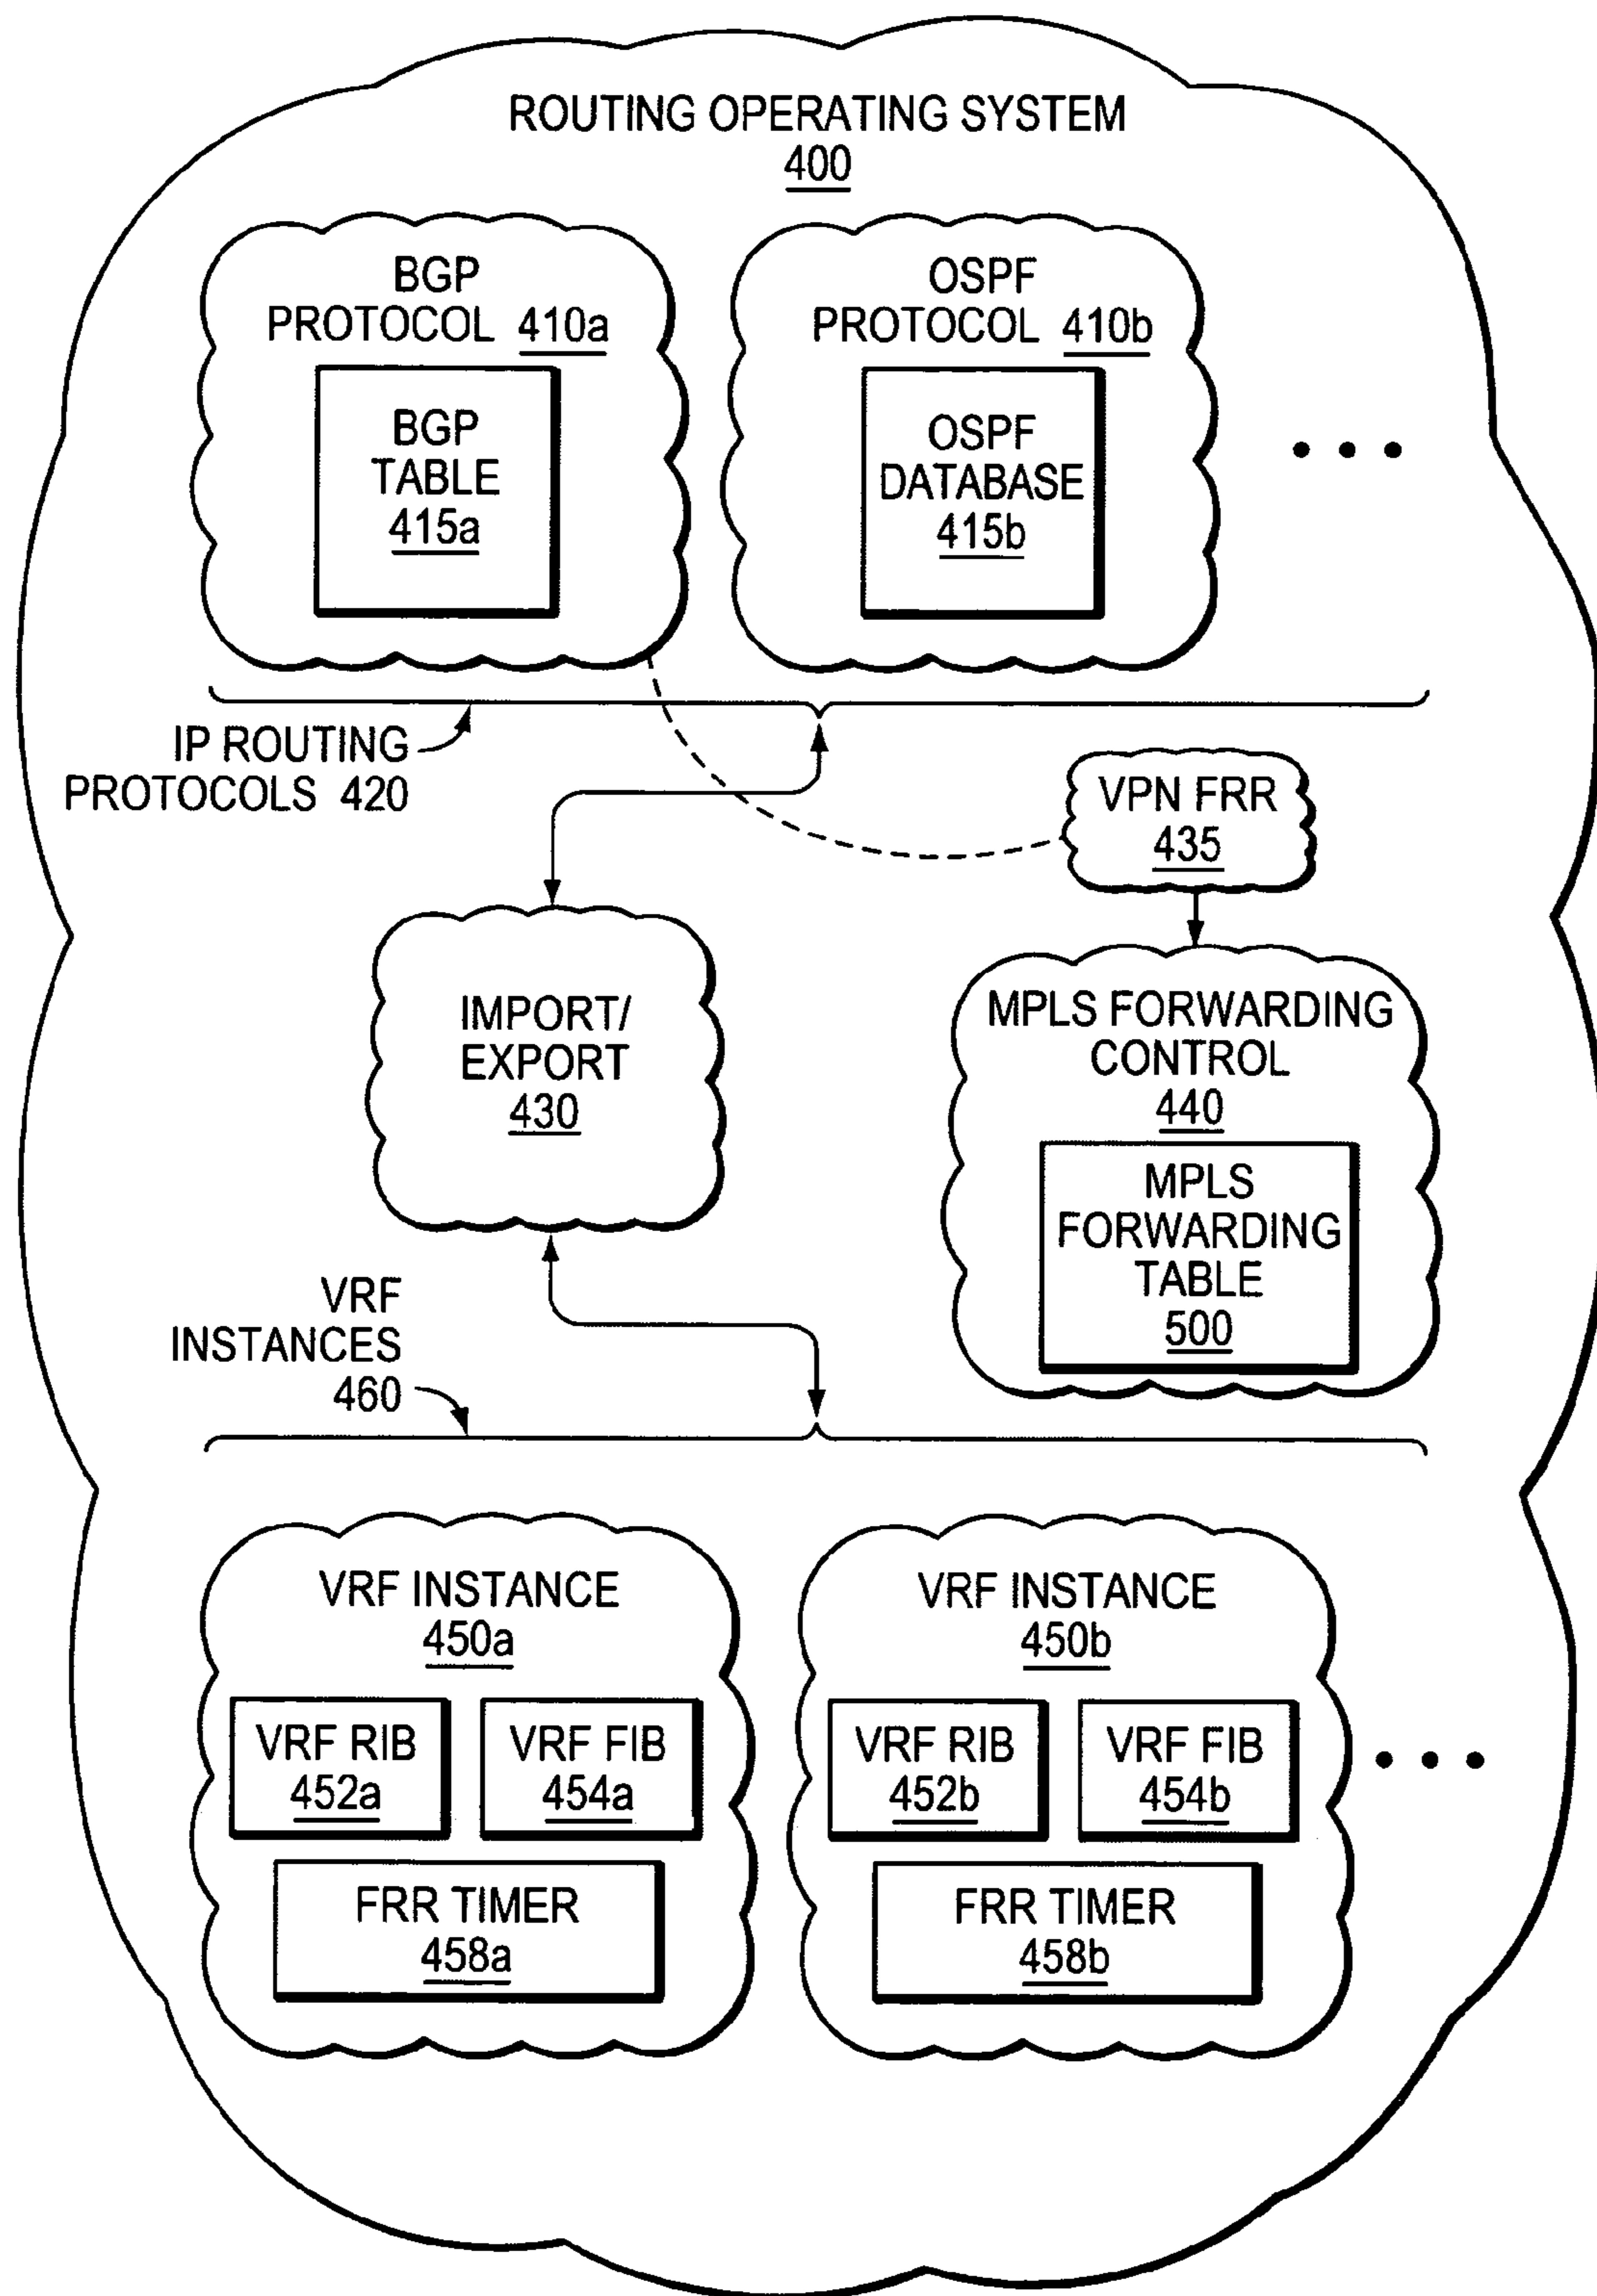 ROUTING OPERATING SYSTEM
400
BGP
PROTOCOL 410a
BGP
TABLE
415a
OSPF
PROTOCOL 410b
OSPF
DATABASE
415b
IP ROUTING
PROTOCOLS 420
VPN FRR
435
IMPORT/
EXPORT
430
MPLS FORWARDING
CONTROL
440
MPLS
FORWARDING
TABLE
500
VRF
INSTANCES
460
VRF INSTANCE
450a
VRF RIB
452a
VRF FIB
454a
FRR TIMER
458a
VRF INSTANCE
450b
VRF RIB
452b
VRF FIB
454b
FRR TIMER
458b